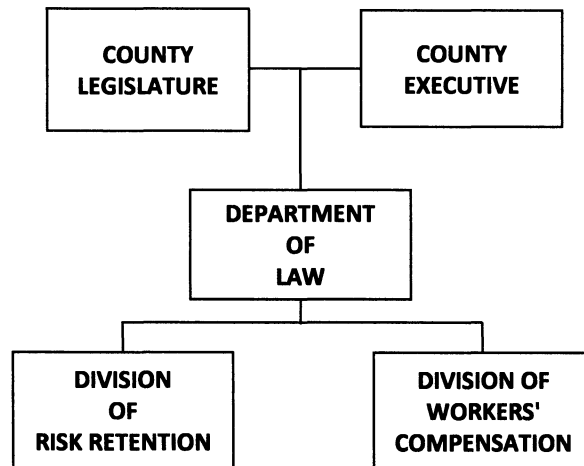 COUNTY
LEGISLATURE
COUNTY
EXECUTIVE
DEPARTMENT
OF
LAW
DIVISION
OF
RISK RETENTION
DIVISION OF
WORKERS'
COMPENSATION